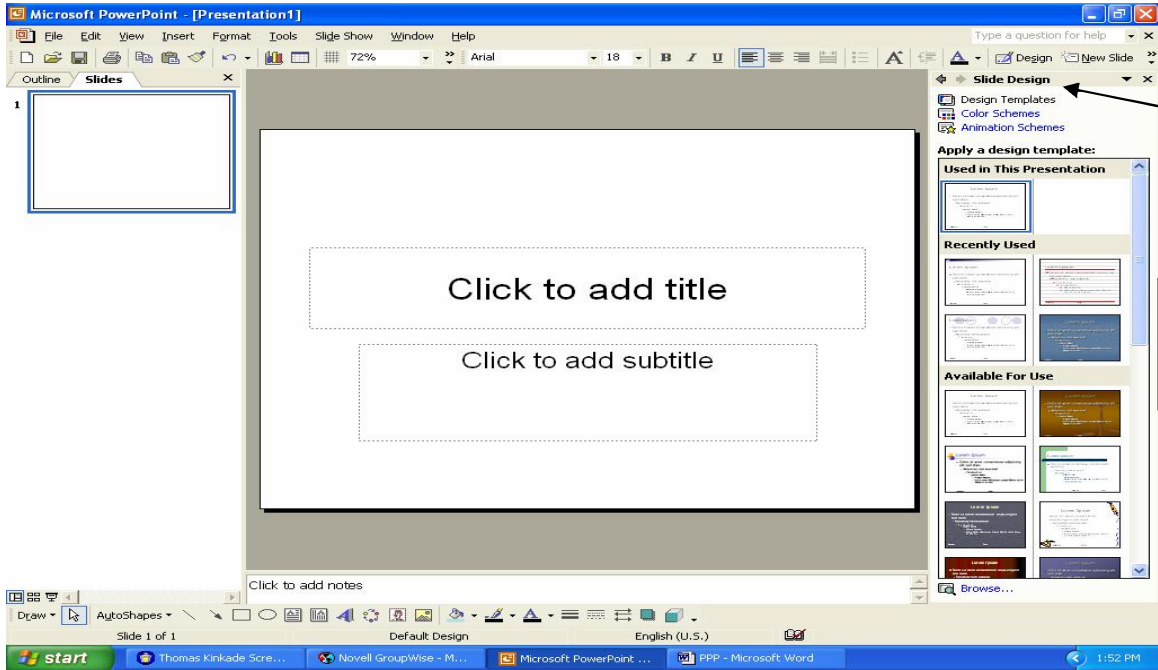 Microsoft PowerPoint - [Presentation1]
File Edit View Insert Format Tools Slide Show Window Help Type a question for help
72% Arial 18 B I U A A Design New Slide
Outline Slides Slide Design
1
Design Templates
Color Schemes
Animation Schemes
Apply a design template:
Used in This Presentation
Recently Used
Click to add title
Click to add subtitle
Available For Use
Click to add notes
Browse...
Draw AutoShapes A
Slide 1 of 1 Default Design English (U.S.)
start Thomas Kinkade Scre... Novell GroupWise - M... Microsoft PowerPoint ... PPP - Microsoft Word 1:52 PM